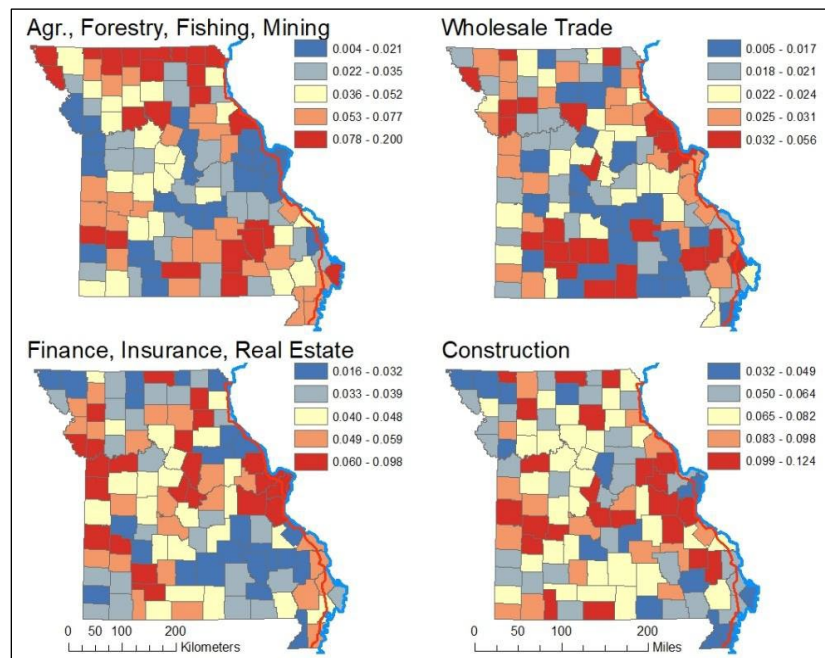 Agr., Forestry, Fishing, Mining
0.004 - 0.021
0.022 - 0.035
0.036 - 0.052
0.053 - 0.077
0.078 - 0.200
Wholesale Trade
0.005 - 0.017
0.018 - 0.021
0.022 - 0.024
0.025 - 0.031
0.032 - 0.056
Finance, Insurance, Real Estate
0.016 - 0.032
0.033 - 0.039
0.040 - 0.048
0.049 - 0.059
0.060 - 0.098
Construction
0.032 - 0.049
0.050 - 0.064
0.065 - 0.082
0.083 - 0.098
0.099 - 0.124
0 50 100 200
Kilometers
0 50 100 200
Miles